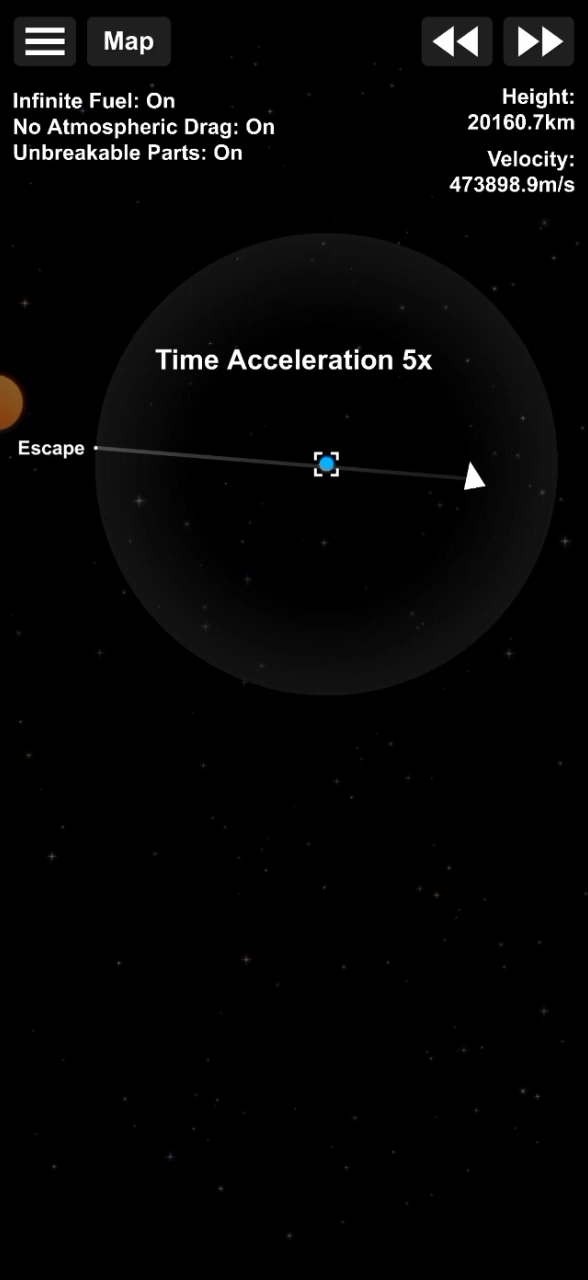 Map
Infinite Fuel: On
No Atmospheric Drag: On
Unbreakable Parts: On
Height:
20160.7km
Velocity:
473898.9m/s
Time Acceleration 5x
Escape